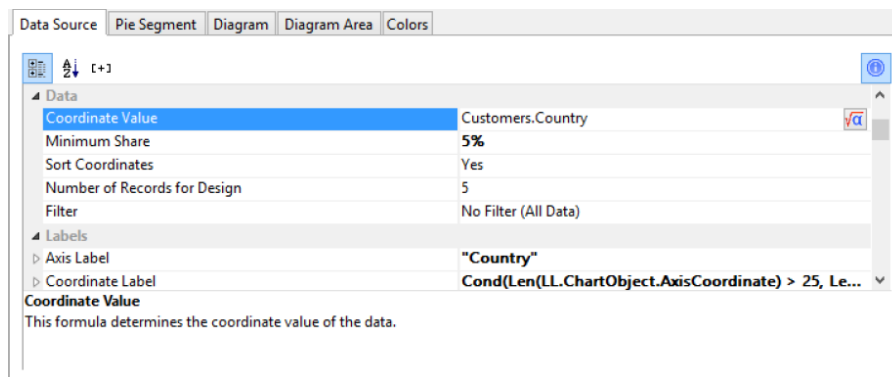 Data Source Pie Segment Diagram Diagram Area Colors
A Z [+]
Data
Coordinate Value Customers.Country √α
Minimum Share 5%
Sort Coordinates Yes
Number of Records for Design 5
Filter No Filter (All Data)
Labels
Axis Label "Country"
Coordinate Label Cond(Len(LL.ChartObject.AxisCoordinate) > 25, Le...
Coordinate Value
This formula determines the coordinate value of the data.